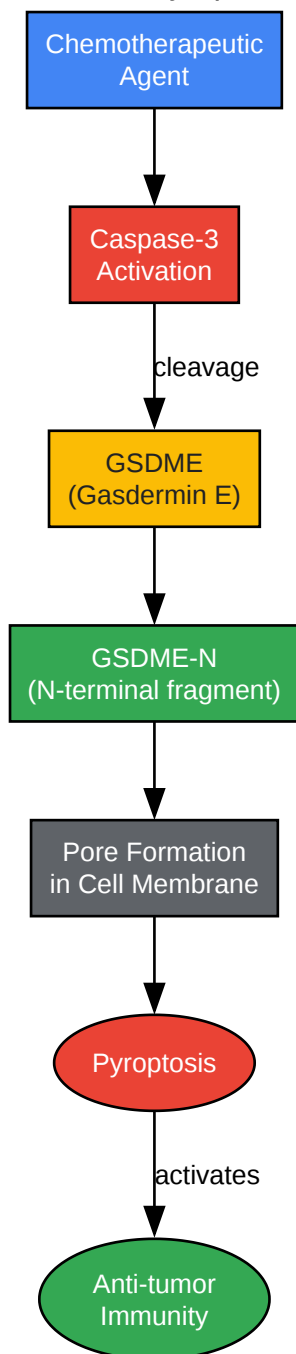 Chemotherapeutic
Agent
Caspase-3
Activation
cleavage
GSDME
(Gasdermin E)
GSDME-N
(N-terminal fragment)
Pore Formation
in Cell Membrane
Pyroptosis
activates
Anti-tumor
Immunity